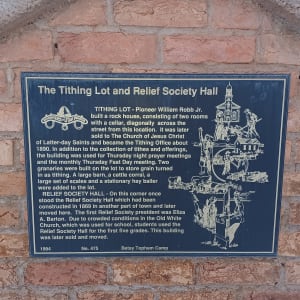 The Tithing Lot and Relief Society Hall
TITHING LOT - Pioneer William Robb Jr.
built a rock house, consisting of two rooms
with a cellar, diagonally across the
street from this location. It was later
sold to The Church of Jesus Christ
of Latter-day Saints and became the Tithing Office about
1890. In addition to the collection of tithes and offerings,
the building was used for Thursday night prayer meetings
and the monthly Thursday Fast Day meeting. Two
granaries were built on the lot to store grain turned
in as tithing. A large barn, a cattle corral, a
large set of scales and a stationary hay baler
were added to the lot.
RELIEF SOCIETY HALL - On this corner once
stood the Relief Society Hall which had been
constructed in 1869 in another part of town and later
moved here. The first Relief Society president was Eliza
A. Barton. Due to crowded conditions in the Old White
Church, which was used for school, students used the
Relief Society Hall for the first five grades. This building
was later sold and moved.
1994 No. 475 Betsy Topham Camp